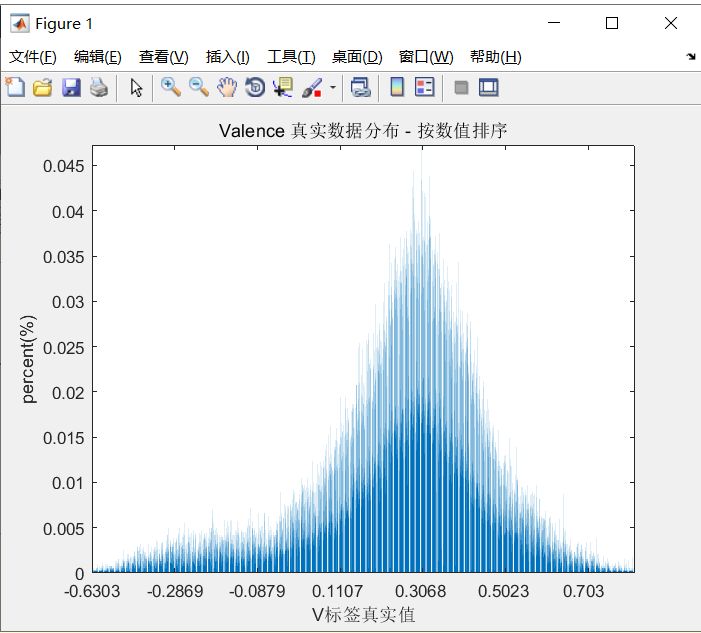 Figure 1
文件(F) 编辑(E) 查看(V) 插入(I) 工具(T) 桌面(D) 窗口(W) 帮助(H)
Valence 真实数据分布 - 按数值排序
0.045
0.04
0.035
0.03
0.025
0.02
0.015
0.01
0.005
0
percent(%)
-0.6303 -0.2869 -0.0879 0.1107 0.3068 0.5023 0.703
V标签真实值